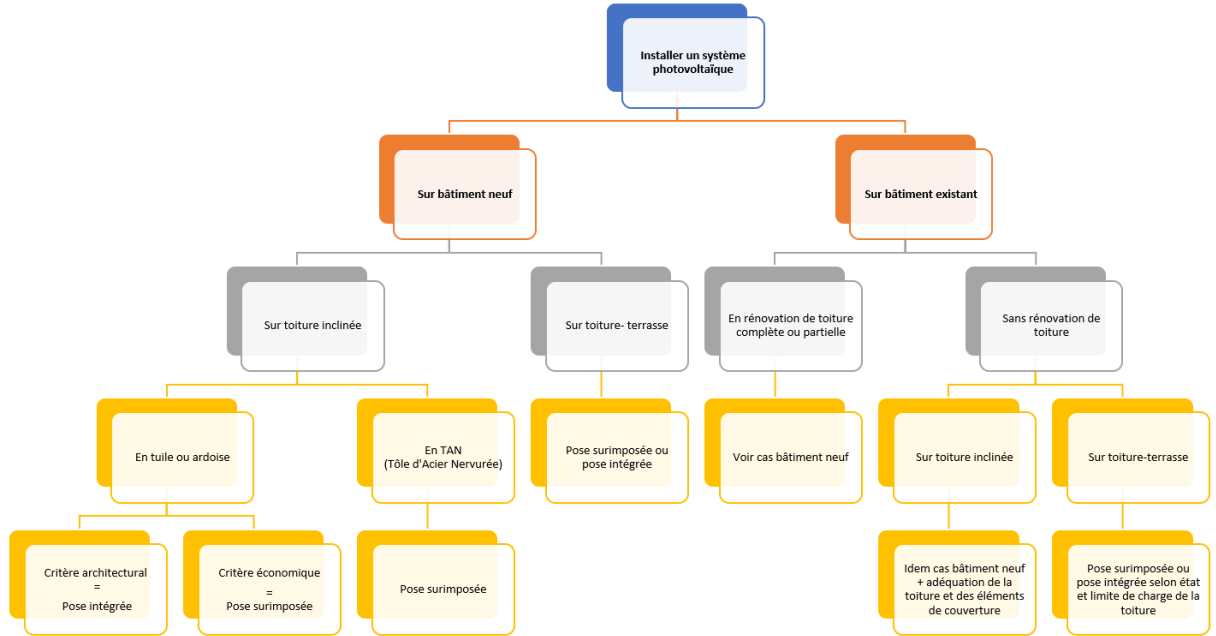 Installer un système
photovoltaïque
Sur bâtiment neuf
Sur bâtiment existant
Sur toiture inclinée
Sur toiture- terrasse
En rénovation de toiture
complète ou partielle
Sans rénovation de
toiture
En tuile ou ardoise
En TAN
(Tôle d'Acier Nervurée)
Pose surimposée ou
pose intégrée
Voir cas bâtiment neuf
Sur toiture inclinée
Sur toiture-terrasse
Critère architectural
=
Pose intégrée
Critère économique
=
Pose surimposée
Pose surimposée
Idem cas bâtiment neuf
+ adéquation de la
toiture et des éléments
de couverture
Pose surimposée ou
pose intégrée selon état
et limite de charge de la
toiture